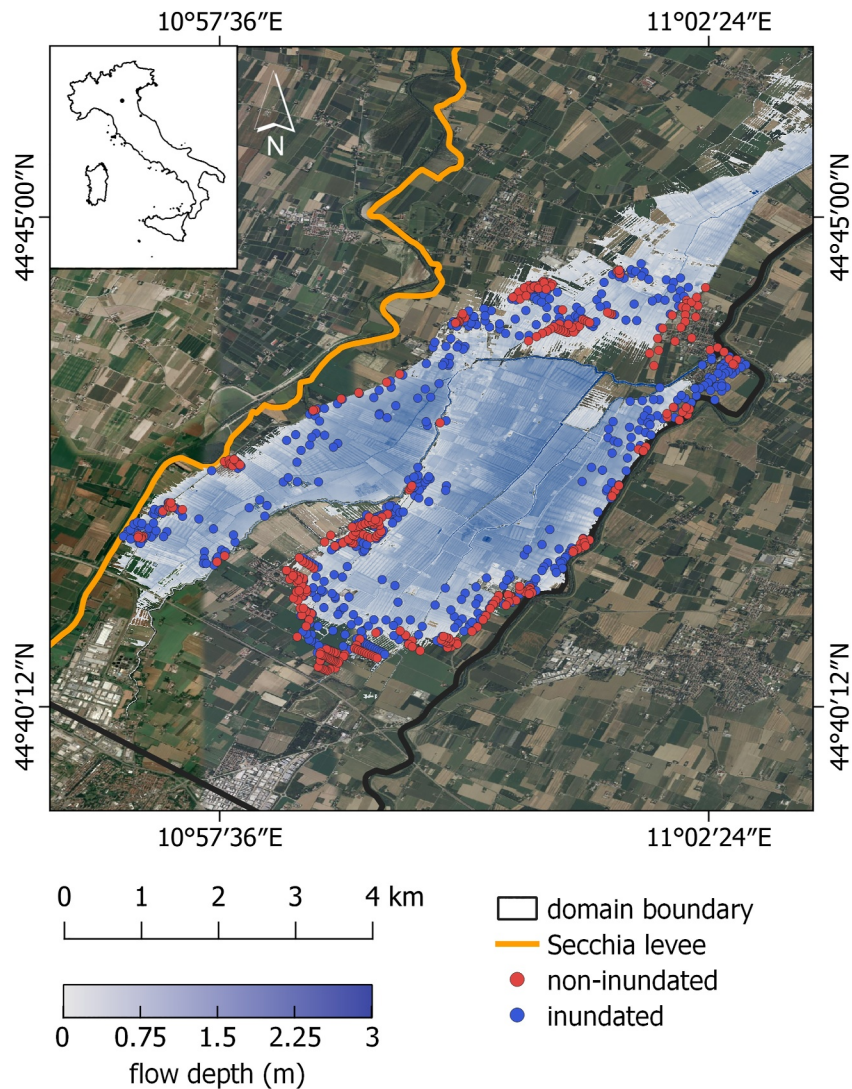 10°57′36″E 11°02′24″E
N
44°45′00″N 44°45′00″N
44°40′12″N 44°40′12″N
10°57′36″E 11°02′24″E
0 1 2 3 4 km
domain boundary
Secchia levee
non-inundated
inundated
0 0.75 1.5 2.25 3
flow depth (m)